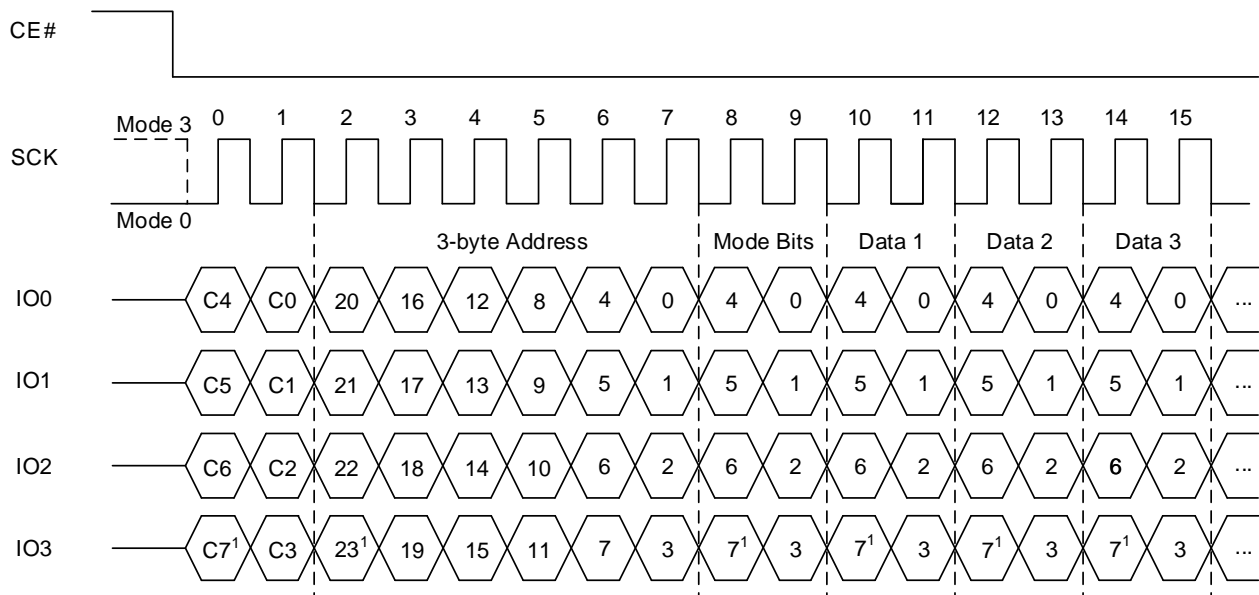 CE#
0 1 2 3 4 5 6 7 8 9 10 11 12 13 14 15
Mode 3
SCK
Mode 0
3-byte Address Mode Bits Data 1 Data 2 Data 3
IO0 C4 C0 20 16 12 8 4 0 4 0 4 0 4 0 4 0 ...
IO1 C5 C1 21 17 13 9 5 1 5 1 5 1 5 1 5 1 ...
IO2 C6 C2 22 18 14 10 6 2 6 2 6 2 6 2 6 2 ...
IO3 C7¹ C3 23¹ 19 15 11 7 3 7¹ 3 7¹ 3 7¹ 3 7¹ 3 ...